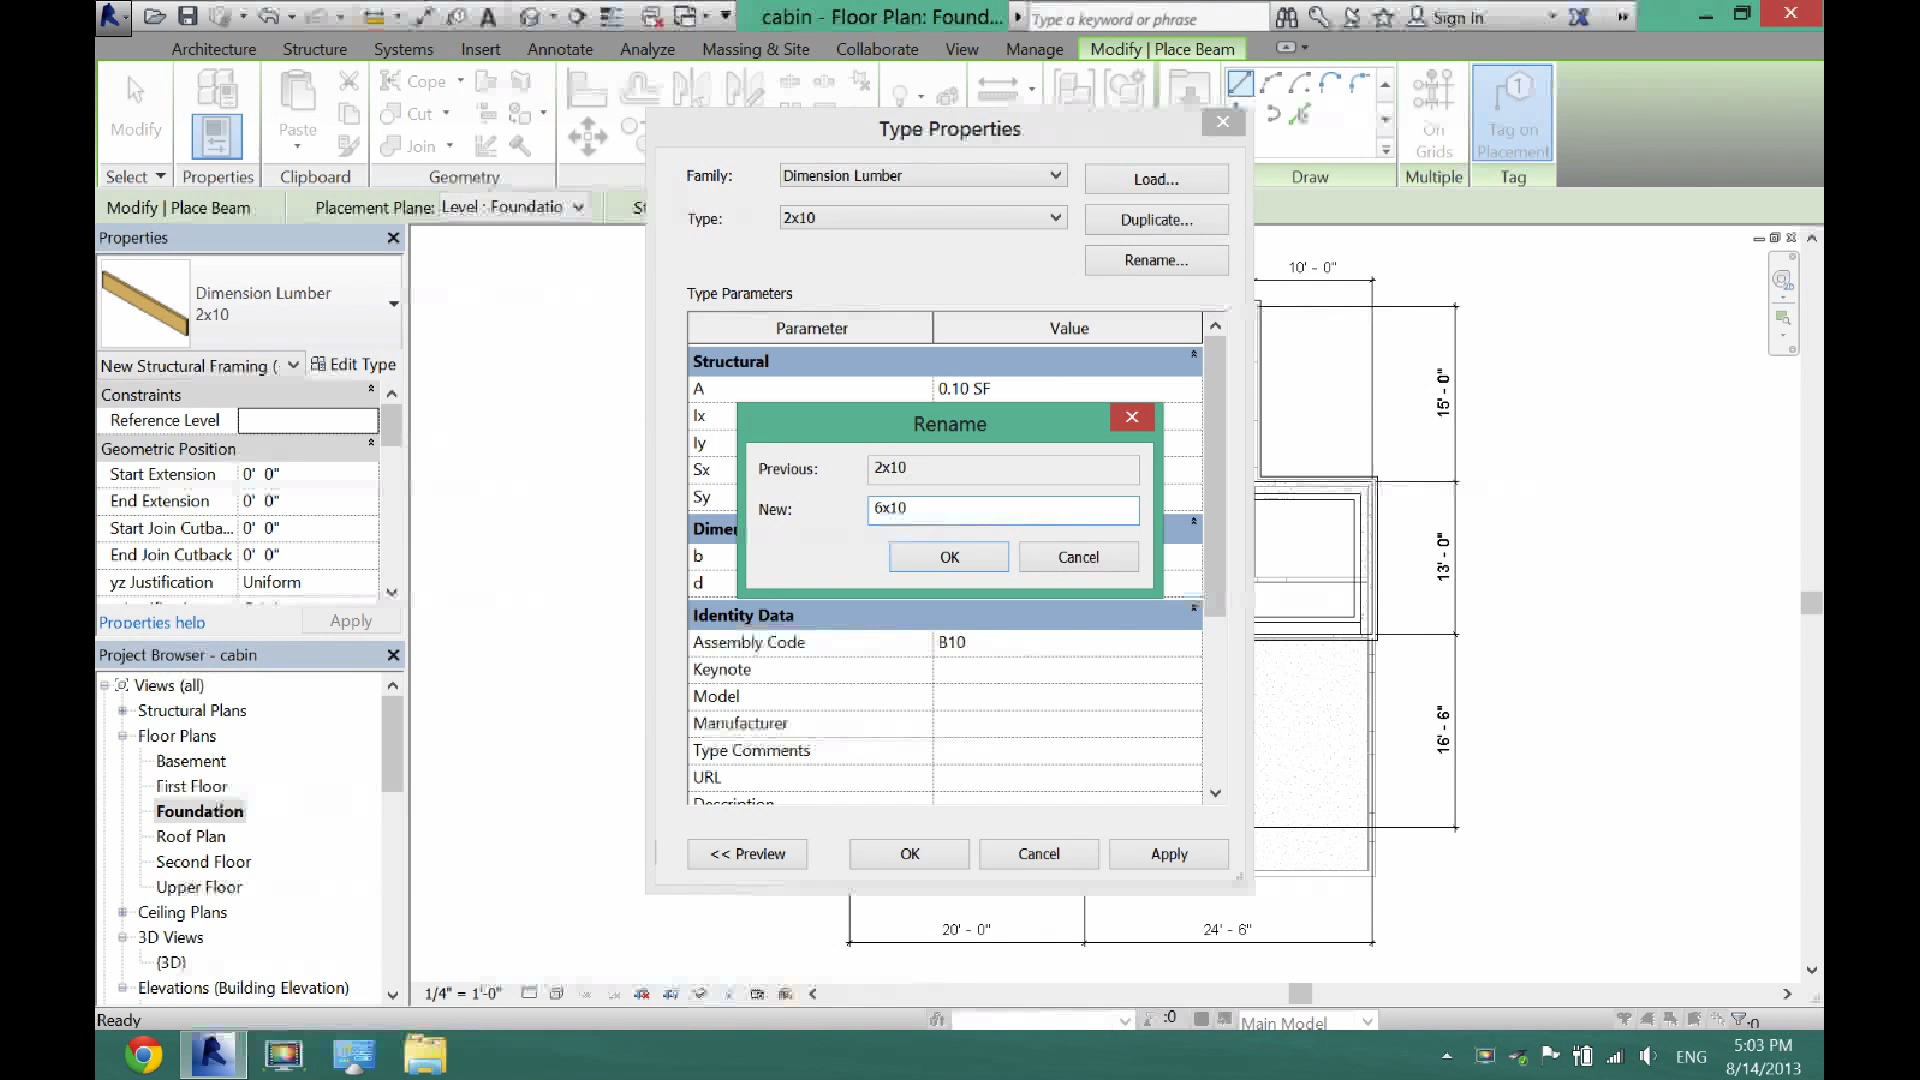 cabin - Floor Plan: Found...
Type a keyword or phrase
Sign In
Architecture Structure Systems Insert Annotate Analyze Massing & Site Collaborate View Manage Modify | Place Beam
Modify
Paste
Cope
Cut
Join
On
Grids
1
Tag on
Placement
Select Properties Clipboard Geometry Draw Multiple Tag
Modify | Place Beam Placement Plane: Level : Foundatio
Properties
Dimension Lumber
2x10
New Structural Framing ( Edit Type
Constraints
Reference Level
Geometric Position
Start Extension 0' 0"
End Extension 0' 0"
Start Join Cutba... 0' 0"
End Join Cutback 0' 0"
yz Justification Uniform
Properties help Apply
Project Browser - cabin
Views (all)
Structural Plans
Floor Plans
Basement
First Floor
Foundation
Roof Plan
Second Floor
Upper Floor
Ceiling Plans
3D Views
{3D}
Elevations (Building Elevation)
Type Properties
Family: Dimension Lumber Load...
Type: 2x10 Duplicate...
Rename...
Type Parameters
Parameter Value
Structural
A 0.10 SF
Ix
Iy
Sx
Sy
Dimen
b
d
Rename
Previous: 2x10
New: 6x10
OK Cancel
Identity Data
Assembly Code B10
Keynote
Model
Manufacturer
Type Comments
URL
Description
<< Preview OK Cancel Apply
10' - 0"
15' - 0"
13' - 0"
16' - 6"
20' - 0" 24' - 6"
1/4" = 1'-0"
Ready :0 Main Model :0
ENG
5:03 PM
8/14/2013